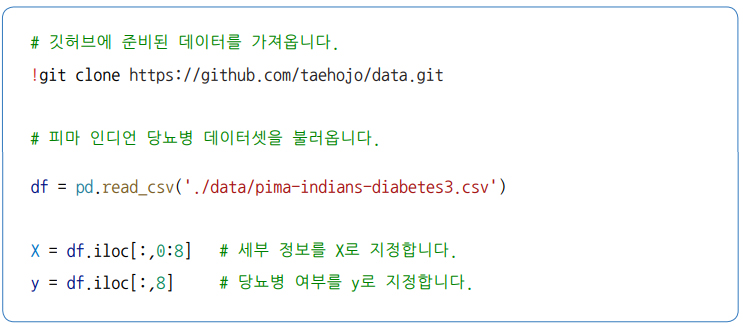 # 깃허브에 준비된 데이터를 가져옵니다.
!git clone https://github.com/taehojo/data.git
# 피마 인디언 당뇨병 데이터셋을 불러옵니다.
df = pd.read_csv('./data/pima-indians-diabetes3.csv')
X = df.iloc[:,0:8] # 세부 정보를 X로 지정합니다.
y = df.iloc[:,8] # 당뇨병 여부를 y로 지정합니다.